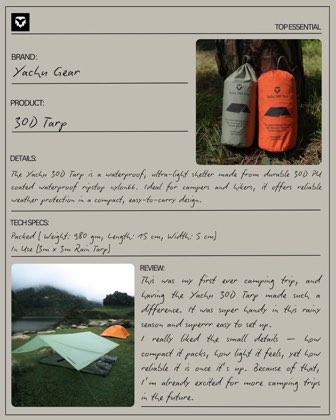 TOP ESSENTIAL
BRAND:
Yachu Gear
PRODUCT:
30D Tarp
DETAILS:
The Yachu 30D Tarp is a waterproof, ultra-light shelter made from durable 30D PU
coated waterproof ripstop nylon66. Ideal for campers and hikers, it offers reliable
weather protection in a compact, easy-to-carry design.
TECH SPECS:
Packed ( Weight: 980 gm, Length: 15 cm, Width: 5 cm)
In Use (3m x 3m Rain Tarp)
REVIEW:
This was my first ever camping trip, and
having the Yachu 30D Tarp made such a
difference. It was super handy in this rainy
season and superrr easy to set up.
I really liked the small details — how
compact it packs, how light it feels, yet how
reliable it is once it's up. Because of that,
I'm already excited for more camping trips
in the future.